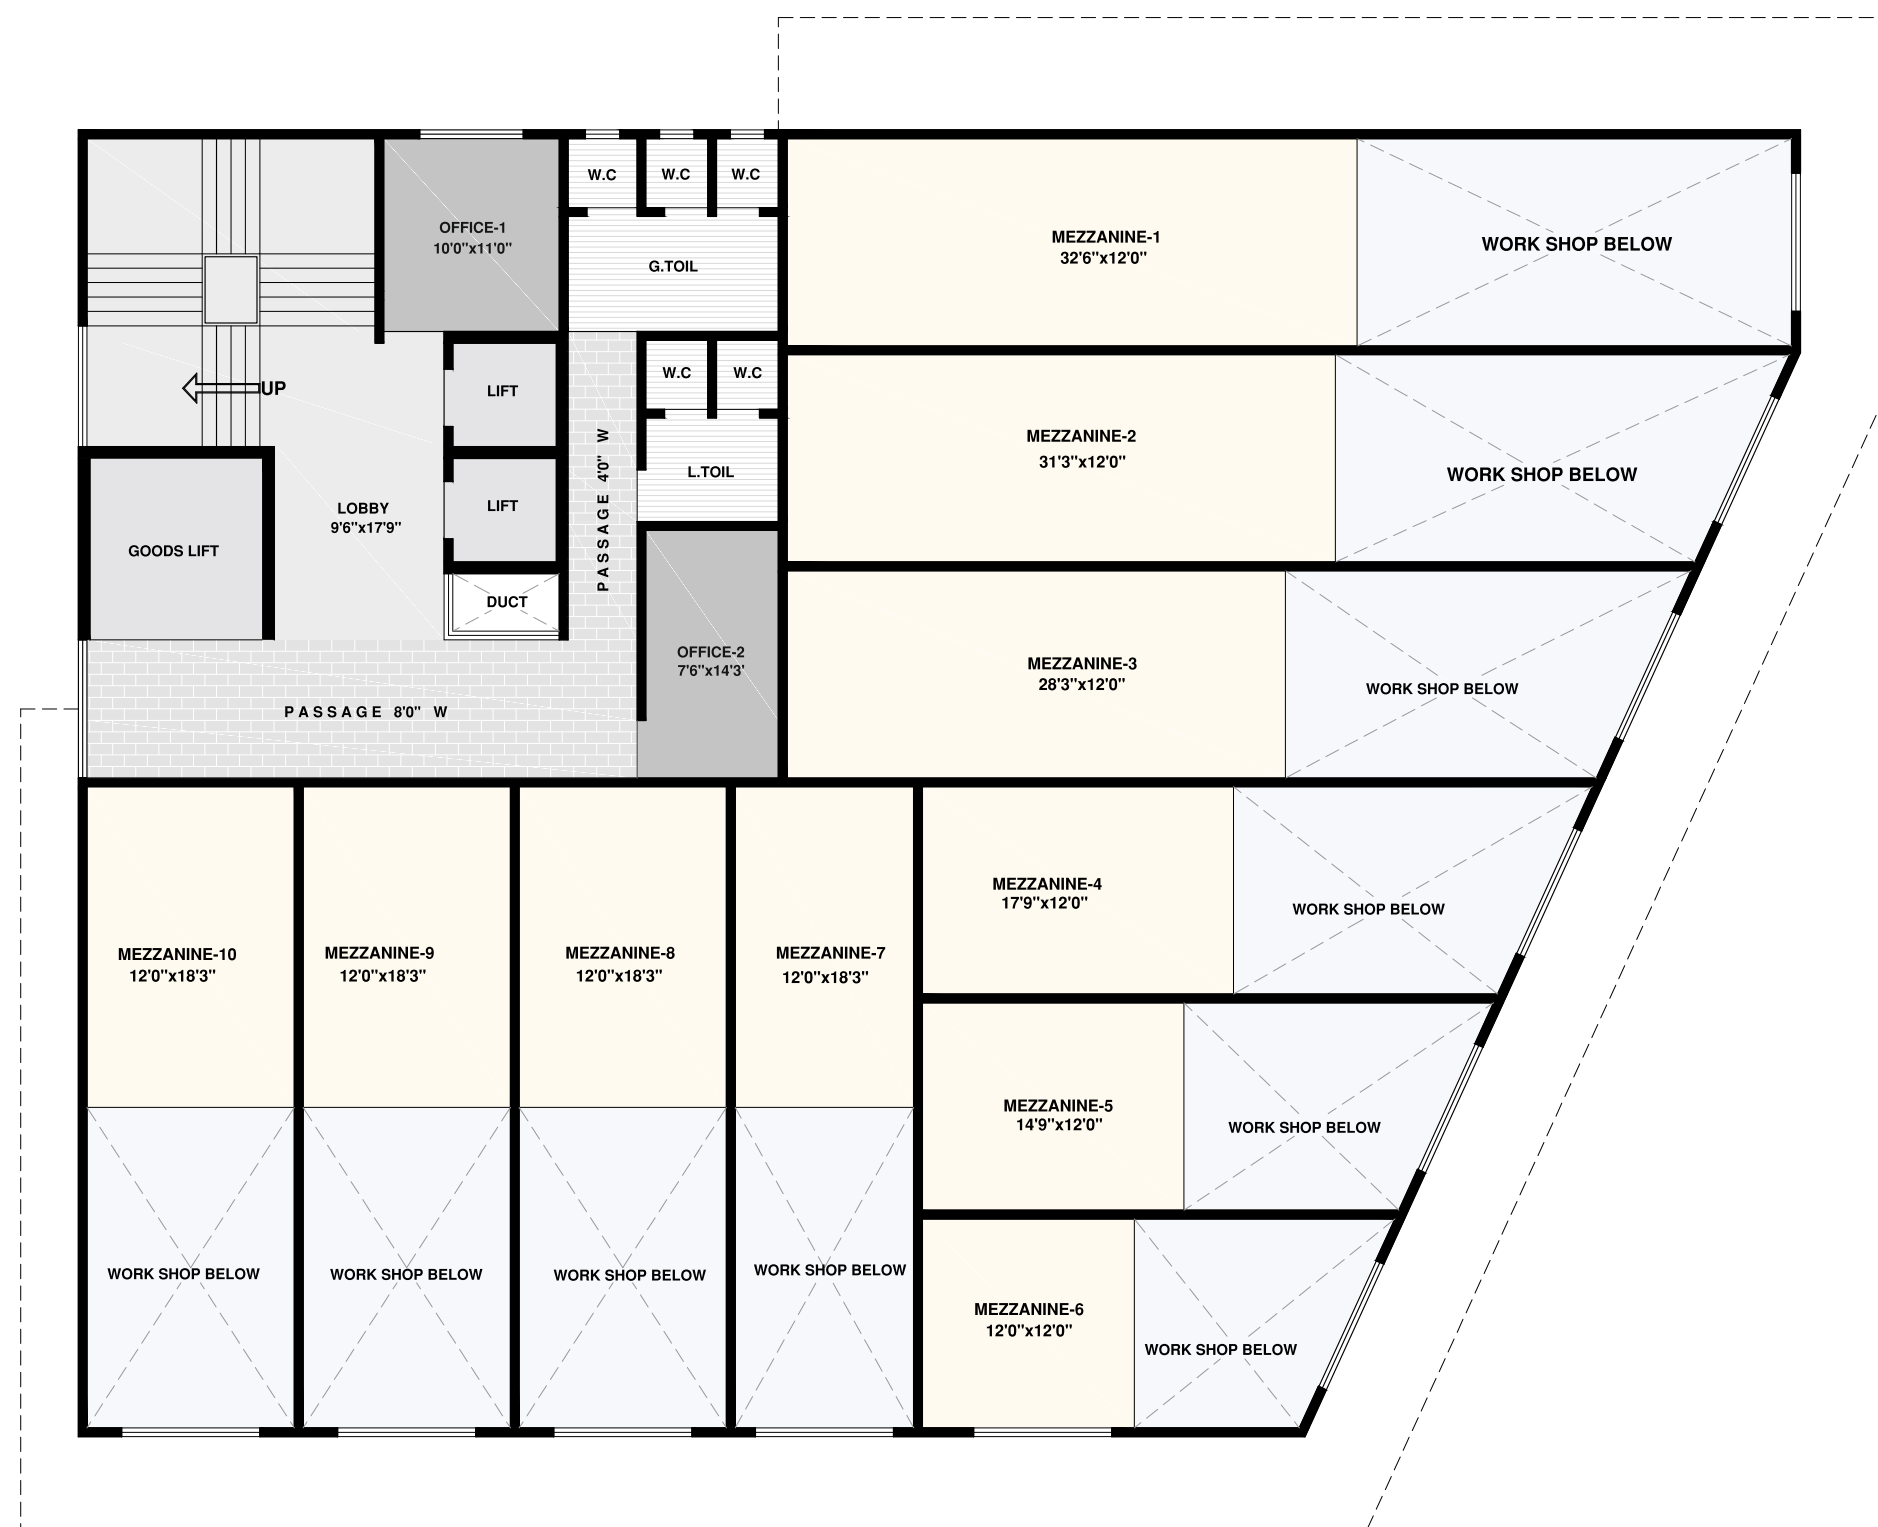 W.C
W.C
W.C
OFFICE-1
10'0"x11'0"
G.TOIL
MEZZANINE-1
32'6"x12'0"
WORK SHOP BELOW
UP
LIFT
W.C
W.C
MEZZANINE-2
31'3"x12'0"
WORK SHOP BELOW
PASSAGE 4'0" W
L.TOIL
LIFT
LOBBY
9'6"x17'9"
GOODS LIFT
DUCT
OFFICE-2
7'6"x14'3'
MEZZANINE-3
28'3"x12'0"
WORK SHOP BELOW
PASSAGE 8'0" W
MEZZANINE-4
17'9"x12'0"
WORK SHOP BELOW
MEZZANINE-10
12'0"x18'3"
MEZZANINE-9
12'0"x18'3"
MEZZANINE-8
12'0"x18'3"
MEZZANINE-7
12'0"x18'3"
MEZZANINE-5
14'9"x12'0"
WORK SHOP BELOW
WORK SHOP BELOW
WORK SHOP BELOW
WORK SHOP BELOW
WORK SHOP BELOW
MEZZANINE-6
12'0"x12'0"
WORK SHOP BELOW